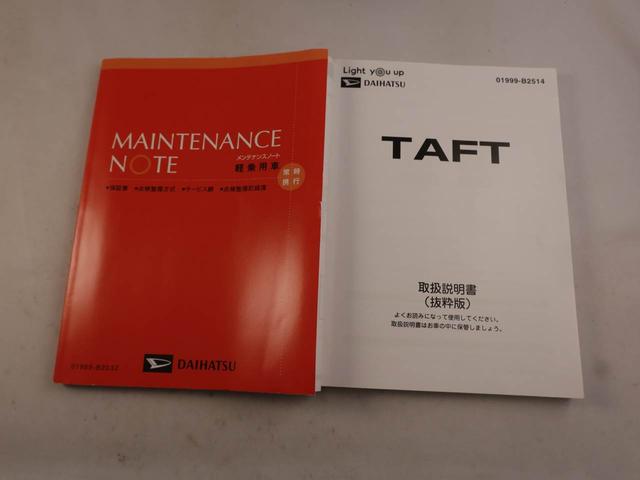 MAINTENANCE
NOTE
メンテナンスノート
軽乗用車
常時
携行
●保証書 ●点検整備方式・サービス網 ●点検整備記録簿
DAIHATSU
Light you up
DAIHATSU
01999-B2514
TAFT
取扱説明書
(抜粋版)
よくお読みになって使用してください。
取扱説明書はお車の中に保管しましょう。